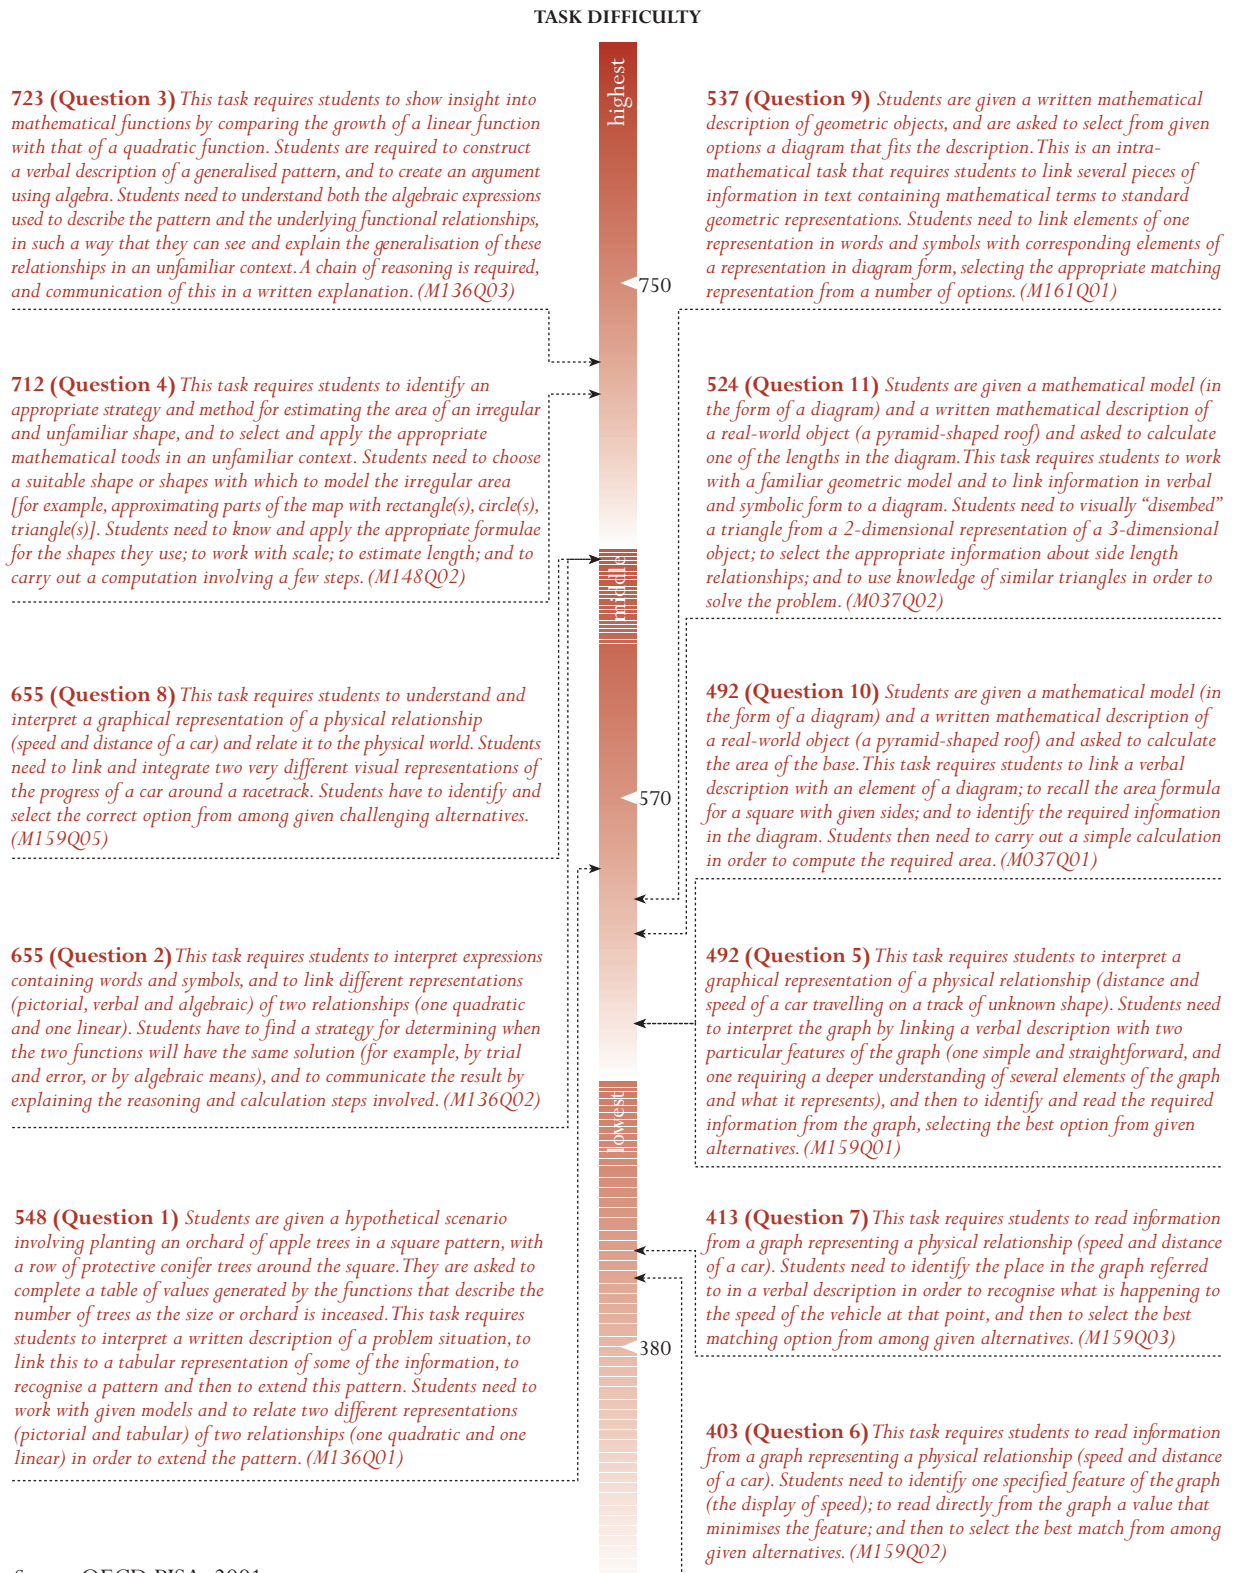 TASK DIFFICULTY
highest
750
middle
570
lowest
380
723 (Question 3) This task requires students to show insight into
mathematical functions by comparing the growth of a linear function
with that of a quadratic function. Students are required to construct
a verbal description of a generalised pattern, and to create an argument
using algebra. Students need to understand both the algebraic expressions
used to describe the pattern and the underlying functional relationships,
in such a way that they can see and explain the generalisation of these
relationships in an unfamiliar context. A chain of reasoning is required,
and communication of this in a written explanation. (M136Q03)
712 (Question 4) This task requires students to identify an
appropriate strategy and method for estimating the area of an irregular
and unfamiliar shape, and to select and apply the appropriate
mathematical toods in an unfamiliar context. Students need to choose
a suitable shape or shapes with which to model the irregular area
[for example, approximating parts of the map with rectangle(s), circle(s),
triangle(s)]. Students need to know and apply the appropriate formulae
for the shapes they use; to work with scale; to estimate length; and to
carry out a computation involving a few steps. (M148Q02)
655 (Question 8) This task requires students to understand and
interpret a graphical representation of a physical relationship
(speed and distance of a car) and relate it to the physical world. Students
need to link and integrate two very different visual representations of
the progress of a car around a racetrack. Students have to identify and
select the correct option from among given challenging alternatives.
(M159Q05)
655 (Question 2) This task requires students to interpret expressions
containing words and symbols, and to link different representations
(pictorial, verbal and algebraic) of two relationships (one quadratic
and one linear). Students have to find a strategy for determining when
the two functions will have the same solution (for example, by trial
and error, or by algebraic means), and to communicate the result by
explaining the reasoning and calculation steps involved. (M136Q02)
548 (Question 1) Students are given a hypothetical scenario
involving planting an orchard of apple trees in a square pattern, with
a row of protective conifer trees around the square. They are asked to
complete a table of values generated by the functions that describe the
number of trees as the size or orchard is inceased. This task requires
students to interpret a written description of a problem situation, to
link this to a tabular representation of some of the information, to
recognise a pattern and then to extend this pattern. Students need to
work with given models and to relate two different representations
(pictorial and tabular) of two relationships (one quadratic and one
linear) in order to extend the pattern. (M136Q01)
537 (Question 9) Students are given a written mathematical
description of geometric objects, and are asked to select from given
options a diagram that fits the description. This is an intra-
mathematical task that requires students to link several pieces of
information in text containing mathematical terms to standard
geometric representations. Students need to link elements of one
representation in words and symbols with corresponding elements of
a representation in diagram form, selecting the appropriate matching
representation from a number of options. (M161Q01)
524 (Question 11) Students are given a mathematical model (in
the form of a diagram) and a written mathematical description of
a real-world object (a pyramid-shaped roof) and asked to calculate
one of the lengths in the diagram. This task requires students to work
with a familiar geometric model and to link information in verbal
and symbolic form to a diagram. Students need to visually “disembed”
a triangle from a 2-dimensional representation of a 3-dimensional
object; to select the appropriate information about side length
relationships; and to use knowledge of similar triangles in order to
solve the problem. (M037Q02)
492 (Question 10) Students are given a mathematical model (in
the form of a diagram) and a written mathematical description of
a real-world object (a pyramid-shaped roof) and asked to calculate
the area of the base. This task requires students to link a verbal
description with an element of a diagram; to recall the area formula
for a square with given sides; and to identify the required information
in the diagram. Students then need to carry out a simple calculation
in order to compute the required area. (M037Q01)
492 (Question 5) This task requires students to interpret a
graphical representation of a physical relationship (distance and
speed of a car travelling on a track of unknown shape). Students need
to interpret the graph by linking a verbal description with two
particular features of the graph (one simple and straightforward, and
one requiring a deeper understanding of several elements of the graph
and what it represents), and then to identify and read the required
information from the graph, selecting the best option from given
alternatives. (M159Q01)
413 (Question 7) This task requires students to read information
from a graph representing a physical relationship (speed and distance
of a car). Students need to identify the place in the graph referred
to in a verbal description in order to recognise what is happening to
the speed of the vehicle at that point, and then to select the best
matching option from among given alternatives. (M159Q03)
403 (Question 6) This task requires students to read information
from a graph representing a physical relationship (speed and distance
of a car). Students need to identify one specified feature of the graph
(the display of speed); to read directly from the graph a value that
minimises the feature; and then to select the best match from among
given alternatives. (M159Q02)